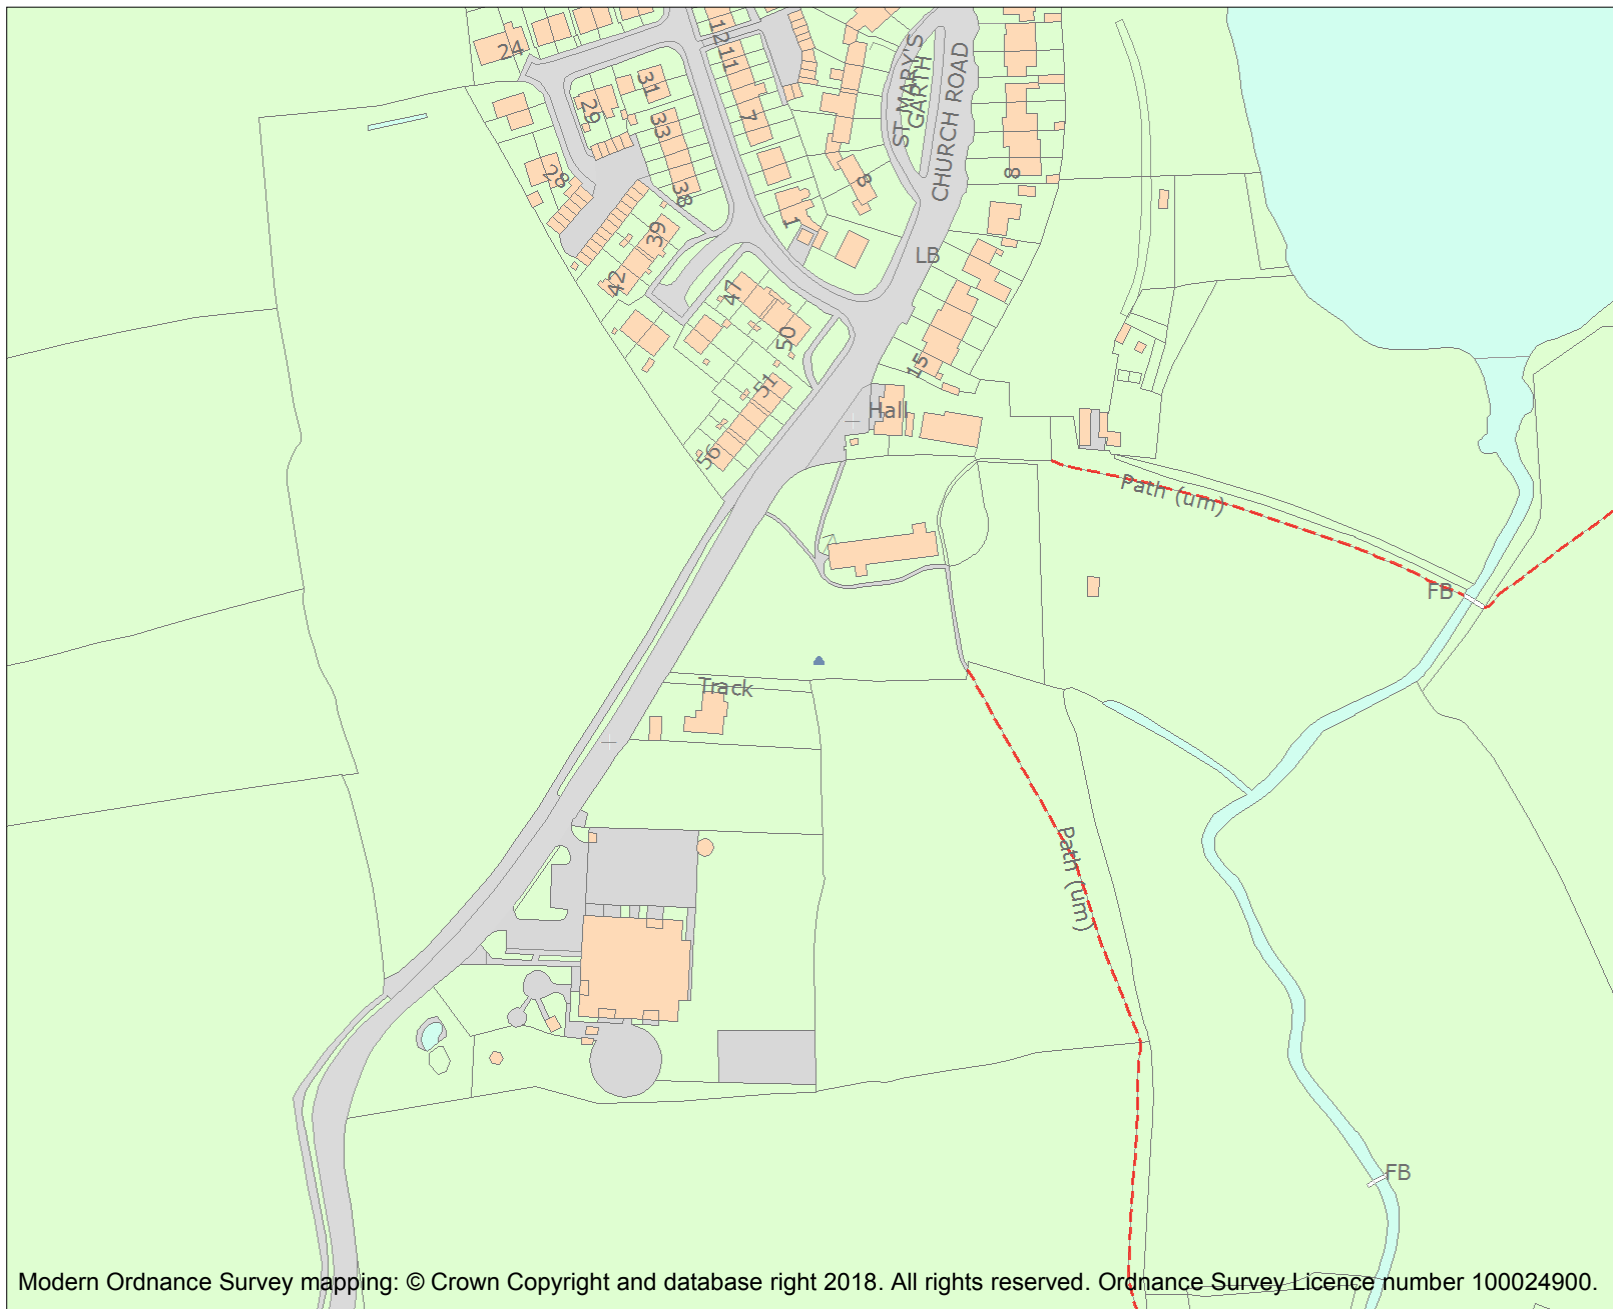 24
12
11
31
29
33
7
28
38
39
42
1
8
ST MARY'S
GARTH
CHURCH ROAD
8
LB
47
50
15
51
56
Hall
Path (um)
FB
Track
Path (um)
FB
Modern Ordnance Survey mapping: © Crown Copyright and database right 2018. All rights reserved. Ordnance Survey Licence number 100024900.